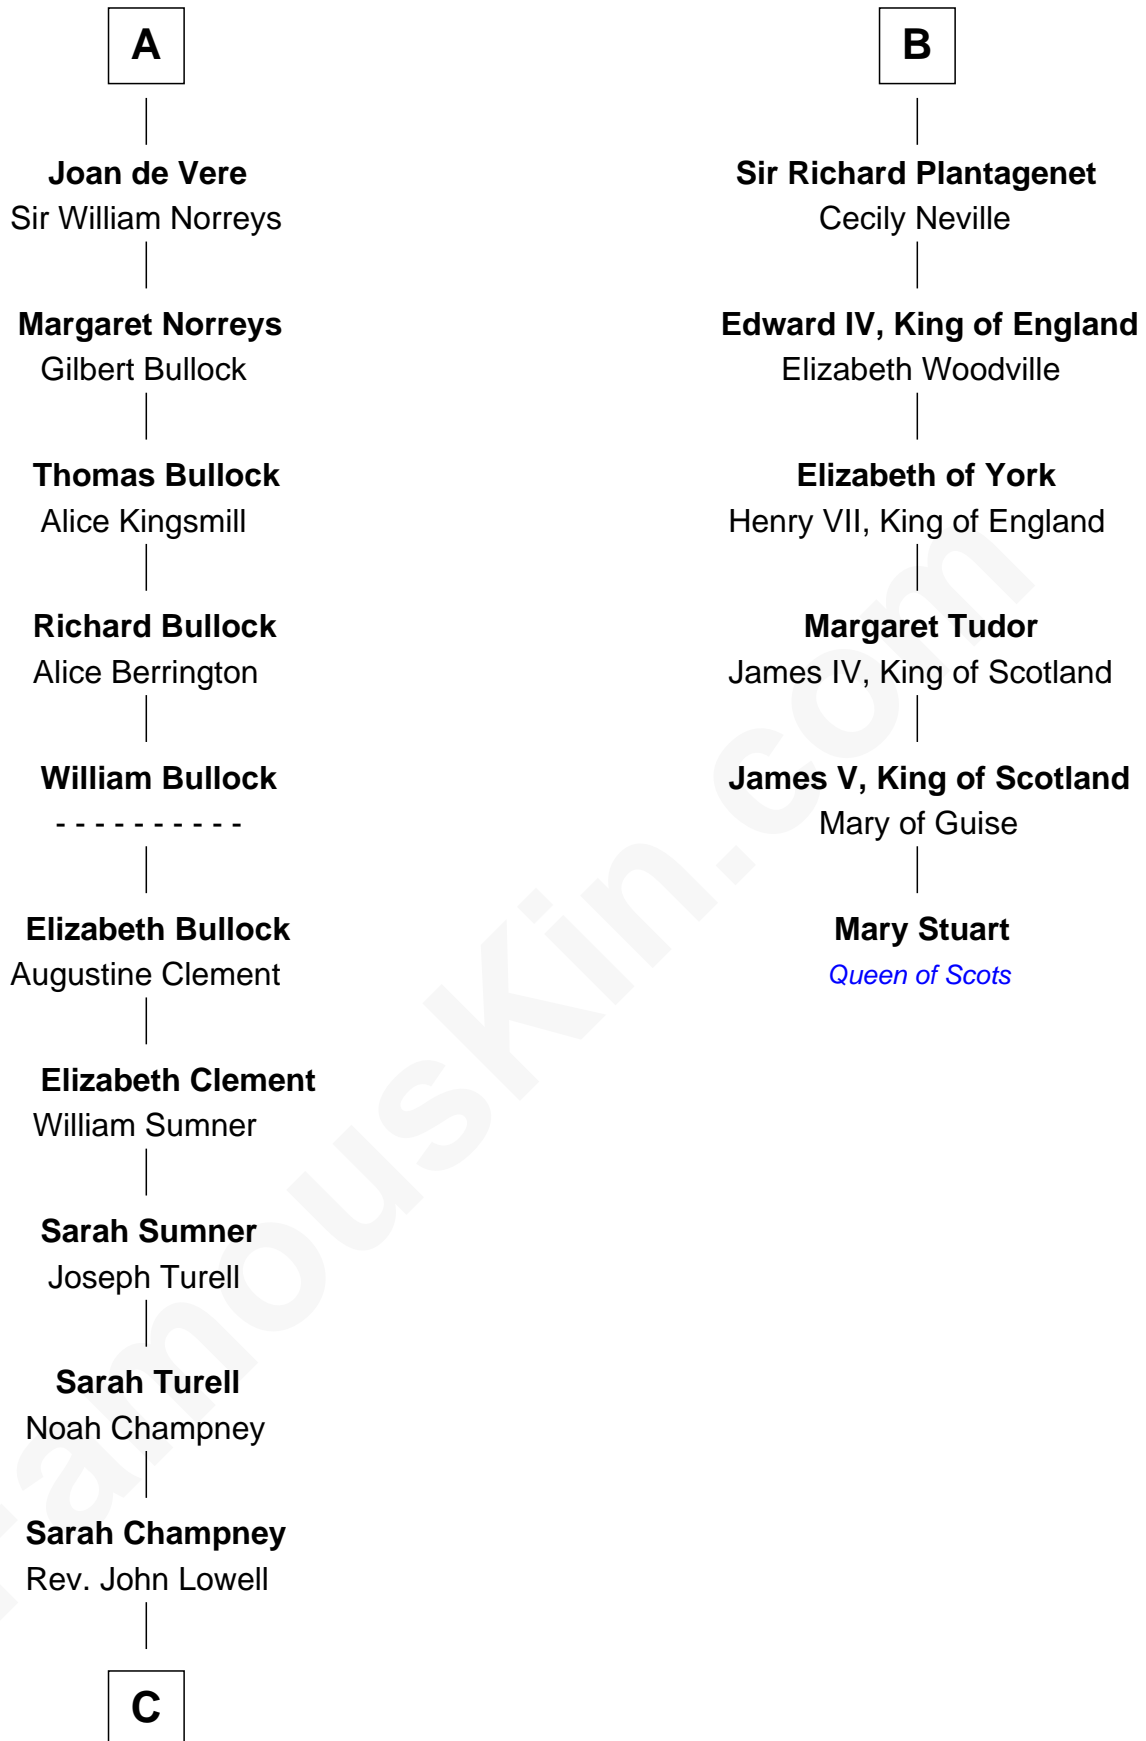 A
Joan de Vere
Sir William Norreys
Margaret Norreys
Gilbert Bullock
Thomas Bullock
Alice Kingsmill
Richard Bullock
Alice Berrington
William Bullock
- - - - - - - - - -
Elizabeth Bullock
Augustine Clement
Elizabeth Clement
William Sumner
Sarah Sumner
Joseph Turell
Sarah Turell
Noah Champney
Sarah Champney
Rev. John Lowell
C
B
Sir Richard Plantagenet
Cecily Neville
Edward IV, King of England
Elizabeth Woodville
Elizabeth of York
Henry VII, King of England
Margaret Tudor
James IV, King of Scotland
James V, King of Scotland
Mary of Guise
Mary Stuart
Queen of Scots
FamousKin.com